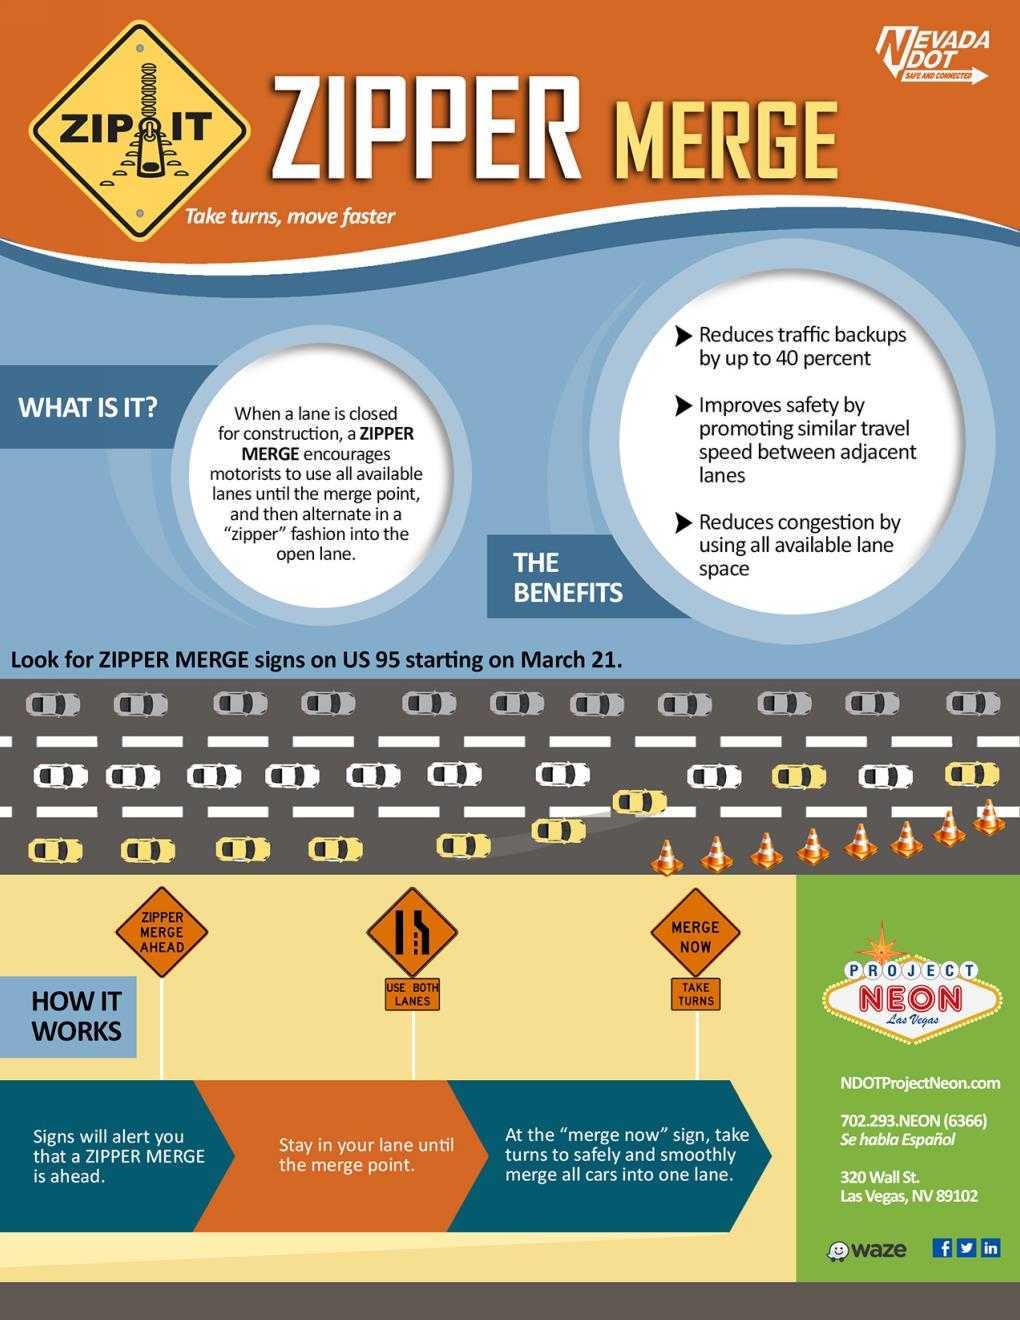 ZIP IT
ZIPPER MERGE
Take turns, move faster
NEVADA
DOT
SAFE AND CONNECTED
WHAT IS IT?
When a lane is closed
for construction, a ZIPPER
MERGE encourages
motorists to use all available
lanes until the merge point,
and then alternate in a
“zipper” fashion into the
open lane.
THE
BENEFITS
Reduces traffic backups
by up to 40 percent
Improves safety by
promoting similar travel
speed between adjacent
lanes
Reduces congestion by
using all available lane
space
Look for ZIPPER MERGE signs on US 95 starting on March 21.
HOW IT
WORKS
ZIPPER
MERGE
AHEAD
USE BOTH
LANES
MERGE
NOW
TAKE
TURNS
Signs will alert you
that a ZIPPER MERGE
is ahead.
Stay in your lane until
the merge point.
At the “merge now” sign, take
turns to safely and smoothly
merge all cars into one lane.
PROJECT
NEON
Las Vegas
NDOTProjectNeon.com
702.293.NEON (6366)
Se habla Español
320 Wall St.
Las Vegas, NV 89102
waze